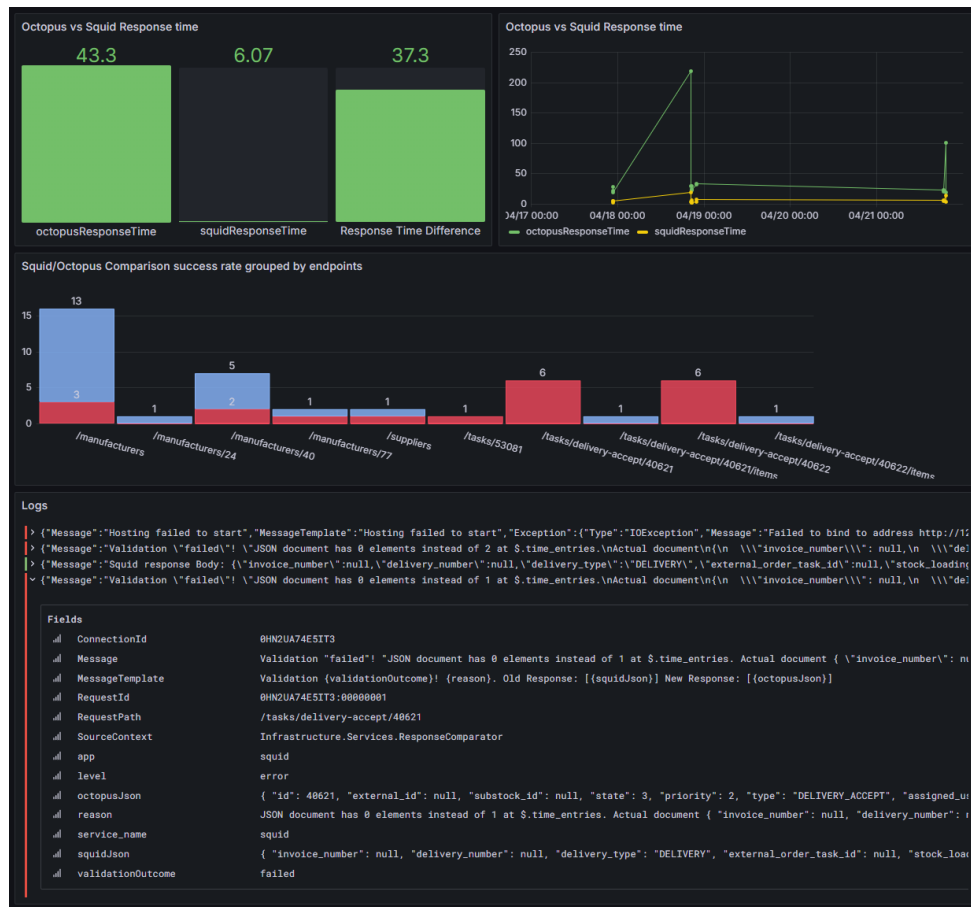 Octopus vs Squid Response time
43.3
6.07
37.3
octopusResponseTime
squidResponseTime
Response Time Difference
Octopus vs Squid Response time
250
200
150
100
50
0
04/18 00:00
04/19 00:00
04/20 00:00
04/21 00:00
octopusResponseTime
squidResponseTime
Squid/Octopus Comparison success rate grouped by endpoints
15
10
5
0
13
3
1
5
2
1
1
1
6
1
6
1
/manufacturers
/manufacturers/24
/manufacturers/40
/manufacturers/77
/suppliers
/tasks/53081
/tasks/delivery-accept/40621
/tasks/delivery-accept/40621/items
/tasks/delivery-accept/40622
/tasks/delivery-accept/40622/items
Logs
{"Message":"Hosting failed to start","MessageTemplate":"Hosting failed to start","Exception":{"Type":"IOException","Message":"Failed to bind to address http://12
{"Message":"Validation \"failed\"! \"JSON document has 0 elements instead of 2 at $.time_entries.\nActual document\n{\n  \\\"invoice_number\\\": null,\n  \\\"del
{"Message":"Squid response Body: {\"invoice_number\":null,\"delivery_number\":null,\"delivery_type\":\"DELIVERY\",\"external_order_task_id\":null,\"stock_loading
{"Message":"Validation \"failed\"! \"JSON document has 0 elements instead of 1 at $.time_entries.\nActual document\n{\n  \\\"invoice_number\\\": null,\n  \\\"del
Fields
ConnectionId 0HN2UA74E5IT3
Message Validation "failed"! "JSON document has 0 elements instead of 1 at $.time_entries. Actual document { \"invoice_number\":
MessageTemplate Validation {validationOutcome}! {reason}. Old Response: [{squidJson}] New Response: [{octopusJson}]
RequestId 0HN2UA74E5IT3:00000001
RequestPath /tasks/delivery-accept/40621
SourceContext Infrastructure.Services.ResponseComparator
app squid
level error
octopusJson { "id": 40621, "external_id": null, "substock_id": null, "state": 3, "priority": 2, "type": "DELIVERY_ACCEPT", "assigned_us
reason JSON document has 0 elements instead of 1 at $.time_entries. Actual document { "invoice_number": null, "delivery_number":
service_name squid
squidJson { "invoice_number": null, "delivery_number": null, "delivery_type": "DELIVERY", "external_order_task_id": null, "stock_loa
validationOutcome failed